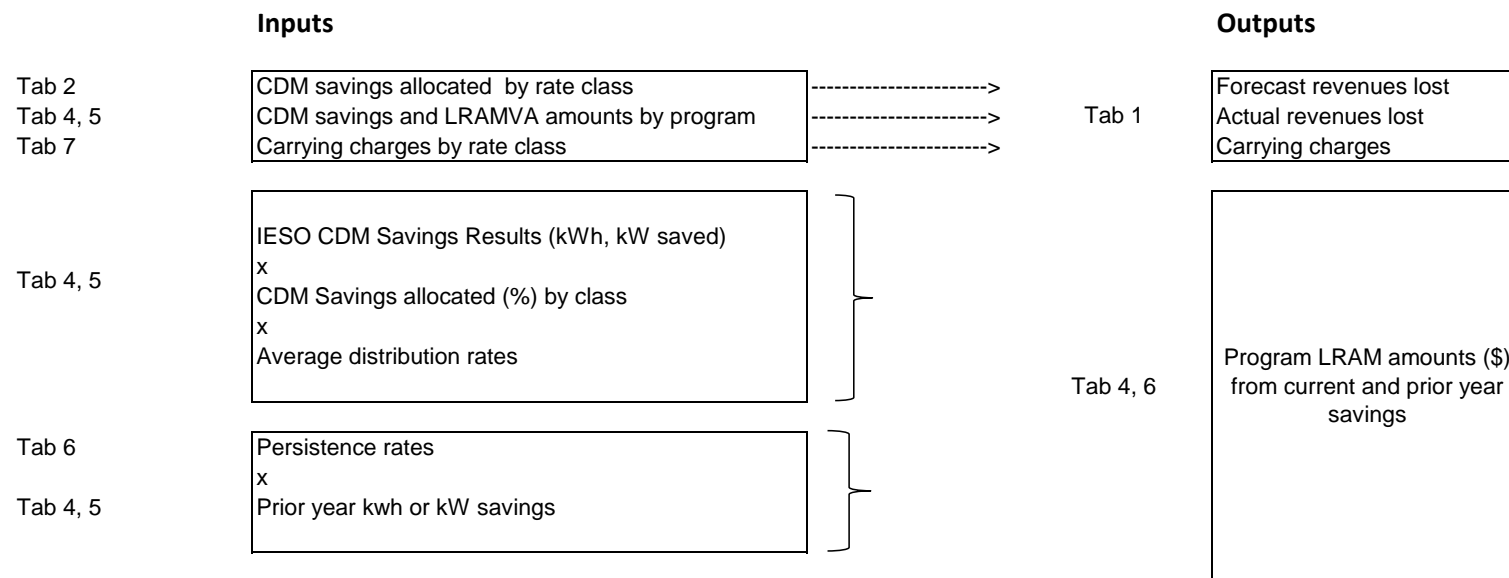 Inputs
Outputs
Tab 2
CDM savings allocated by rate class
----------------------->
Forecast revenues lost
Tab 4, 5
CDM savings and LRAMVA amounts by program
----------------------->
Tab 1
Actual revenues lost
Tab 7
Carrying charges by rate class
----------------------->
Carrying charges
Tab 4, 5
IESO CDM Savings Results (kWh, kW saved)
x
CDM Savings allocated (%) by class
x
Average distribution rates
Tab 6
Persistence rates
x
Tab 4, 5
Prior year kwh or kW savings
Tab 4, 6
Program LRAM amounts ($)
from current and prior year
savings